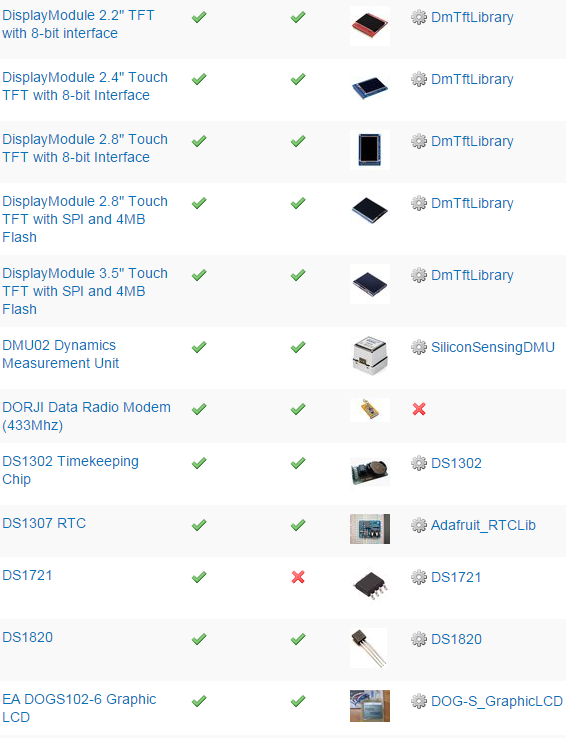 DisplayModule 2.2" TFT
with 8-bit interface
DmTftLibrary
DisplayModule 2.4" Touch
TFT with 8-bit Interface
DmTftLibrary
DisplayModule 2.8" Touch
TFT with 8-bit Interface
DmTftLibrary
DisplayModule 2.8" Touch
TFT with SPI and 4MB
Flash
DmTftLibrary
DisplayModule 3.5" Touch
TFT with SPI and 4MB
Flash
DmTftLibrary
DMU02 Dynamics
Measurement Unit
SiliconSensingDMU
DORJI Data Radio Modem
(433Mhz)
DS1302 Timekeeping
Chip
DS1302
DS1307 RTC
Adafruit_RTCLib
DS1721
DS1721
DS1820
DS1820
EA DOGS102-6 Graphic
LCD
DOG-S_GraphicLCD